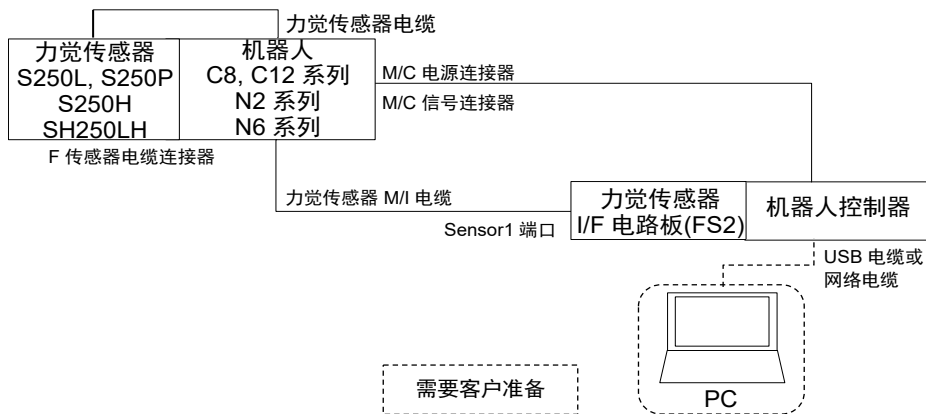 力觉传感器电缆
力觉传感器
S250L, S250P
S250H
SH250LH
机器人
C8, C12 系列
N2 系列
N6 系列
M/C 电源连接器
M/C 信号连接器
F 传感器电缆连接器
力觉传感器 M/I 电缆
Sensor1 端口
力觉传感器
I/F 电路板(FS2)
机器人控制器
USB 电缆或
网络电缆
PC
需要客户准备